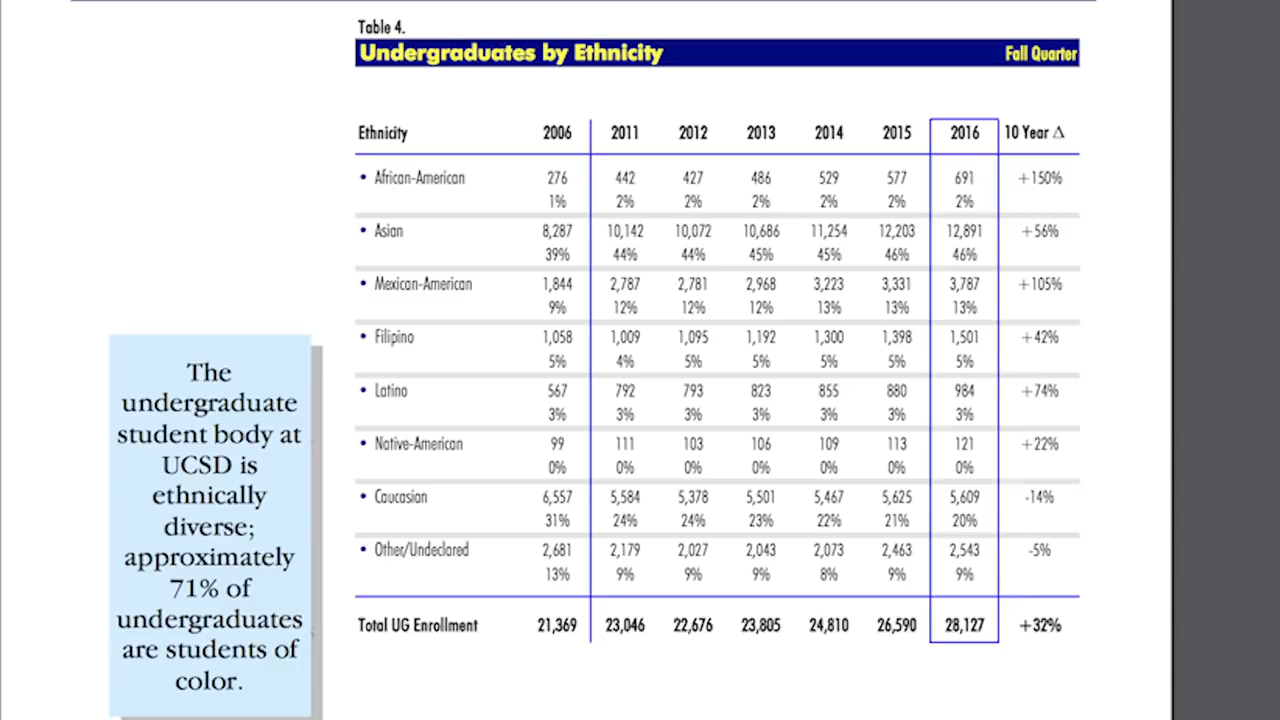 Table 4.
Undergraduates by Ethnicity Fall Quarter
Ethnicity 2006 2011 2012 2013 2014 2015 2016 10 Year Δ
• African-American 276 442 427 486 529 577 691 +150%
1% 2% 2% 2% 2% 2% 2%
• Asian 8,287 10,142 10,072 10,686 11,254 12,203 12,891 +56%
39% 44% 44% 45% 45% 46% 46%
• Mexican-American 1,844 2,787 2,781 2,968 3,223 3,331 3,787 +105%
9% 12% 12% 12% 13% 13% 13%
• Filipino 1,058 1,009 1,095 1,192 1,300 1,398 1,501 +42%
5% 4% 5% 5% 5% 5% 5%
• Latino 567 792 793 823 855 880 984 +74%
3% 3% 3% 3% 3% 3% 3%
• Native-American 99 111 103 106 109 113 121 +22%
0% 0% 0% 0% 0% 0% 0%
• Caucasian 6,557 5,584 5,378 5,501 5,467 5,625 5,609 -14%
31% 24% 24% 23% 22% 21% 20%
• Other/Undeclared 2,681 2,179 2,027 2,043 2,073 2,463 2,543 -5%
13% 9% 9% 9% 8% 9% 9%
Total UG Enrollment 21,369 23,046 22,676 23,805 24,810 26,590 28,127 +32%
The
undergraduate
student body at
UCSD is
ethnically
diverse;
approximately
71% of
undergraduates
are students of
color.